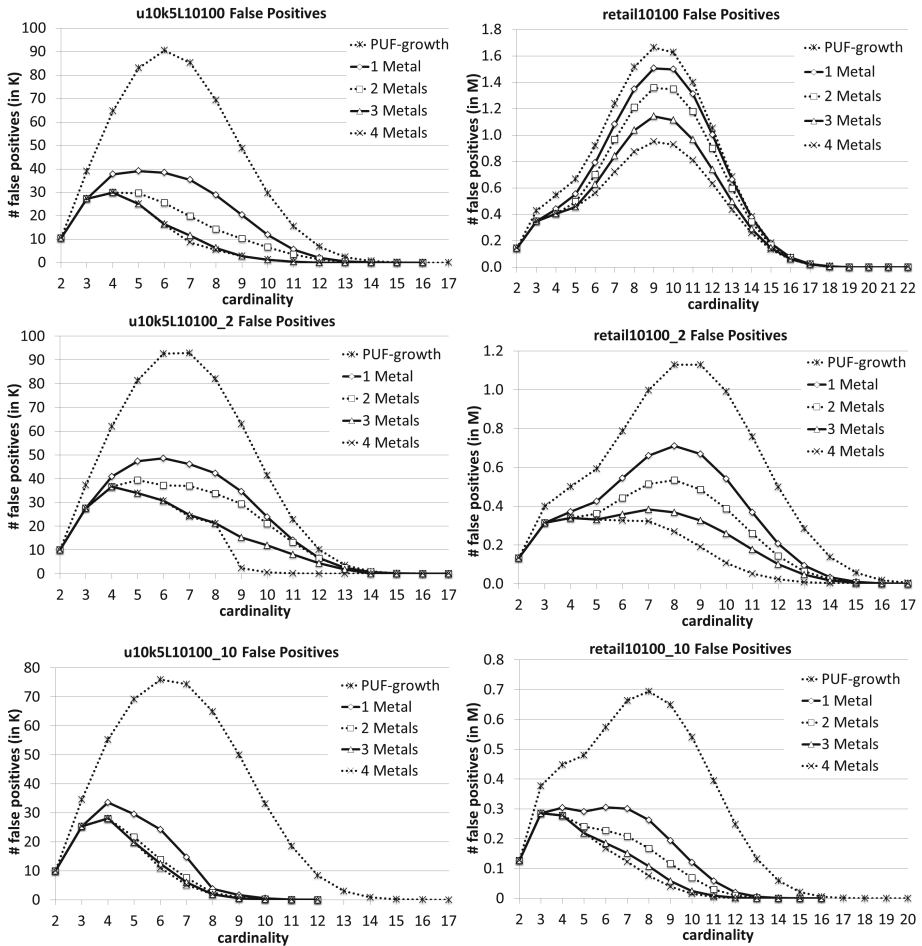 u10k5L10100 False Positives
# false positives (in K)
100
90
80
70
60
50
40
30
20
10
0
PUF-growth
1 Metal
2 Metals
3 Metals
4 Metals
2 3 4 5 6 7 8 9 10 11 12 13 14 15 16 17
cardinality
retail10100 False Positives
# false positives (in M)
1.8
1.6
1.4
1.2
1.0
0.8
0.6
0.4
0.2
0.0
PUF-growth
1 Metal
2 Metals
3 Metals
4 Metals
2 3 4 5 6 7 8 9 10 11 12 13 14 15 16 17 18 19 20 21 22
cardinality
u10k5L10100_2 False Positives
# false positives (in K)
100
90
80
70
60
50
40
30
20
10
0
PUF-growth
1 Metal
2 Metals
3 Metals
4 Metals
2 3 4 5 6 7 8 9 10 11 12 13 14 15 16 17
cardinality
retail10100_2 False Positives
# false positives (in M)
1.2
1.0
0.8
0.6
0.4
0.2
0.0
PUF-growth
1 Metal
2 Metals
3 Metals
4 Metals
2 3 4 5 6 7 8 9 10 11 12 13 14 15 16 17
cardinality
u10k5L10100_10 False Positives
# false positives (in K)
80
70
60
50
40
30
20
10
0
PUF-growth
1 Metal
2 Metals
3 Metals
4 Metals
2 3 4 5 6 7 8 9 10 11 12 13 14 15 16 17
cardinality
retail10100_10 False Positives
# false positives (in M)
0.8
0.7
0.6
0.5
0.4
0.3
0.2
0.1
0
PUF-growth
1 Metal
2 Metals
3 Metals
4 Metals
2 3 4 5 6 7 8 9 10 11 12 13 14 15 16 17 18 19 20
cardinality